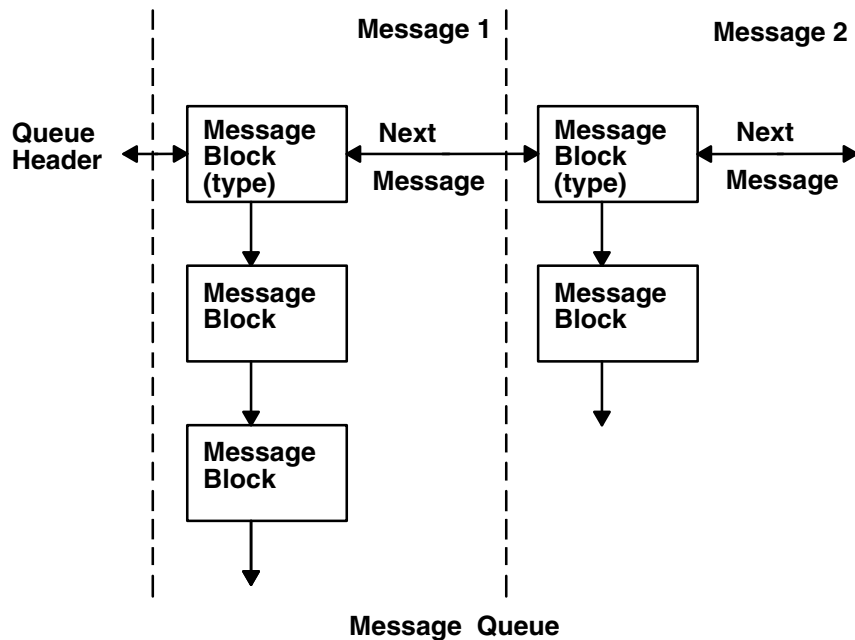 Message 1
Message 2
Queue
Header
Message
Block
(type)
Next
Message
Message
Block
(type)
Next
Message
Message
Block
Message
Block
Message
Block
Message Queue